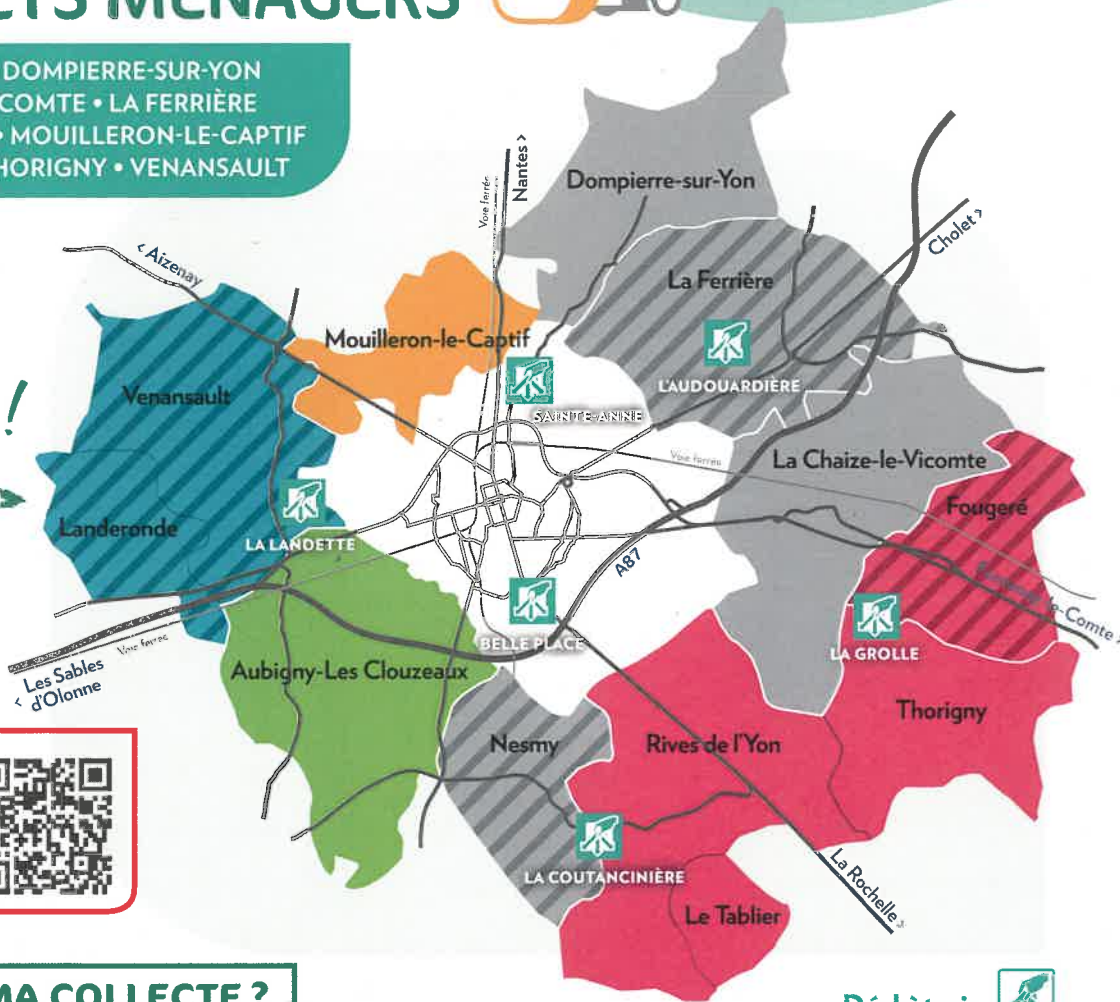 MÉNAGERS
DOMPIERRE-SUR-YON
COMTE • LA FERRIÈRE
• MOUILLERON-LE-CAPTIF
THORIGNY • VENANSAULT
Nantes >
Voie ferrée
Dompierre-sur-Yon
< Aizenay
Cholet >
La Ferrière
Mouilleron-le-Captif
L'AUDOUARDIÈRE
Venansault
!
SAINTE-ANNE
Voie ferrée
La Chaize-le-Vicomte
Fougeré
Landeronde
LA LANDETTE
A87
le-Comte >
BELLE PLACE
Voie ferrée
LA GROLLE
Les Sables
< d'Olonne
Aubigny-Les Clouzeaux
Thorigny
Nesmy
Rives de l'Yon
LA COUTANCINIÈRE
La Rochelle >
Le Tablier
MA COLLECTE ?